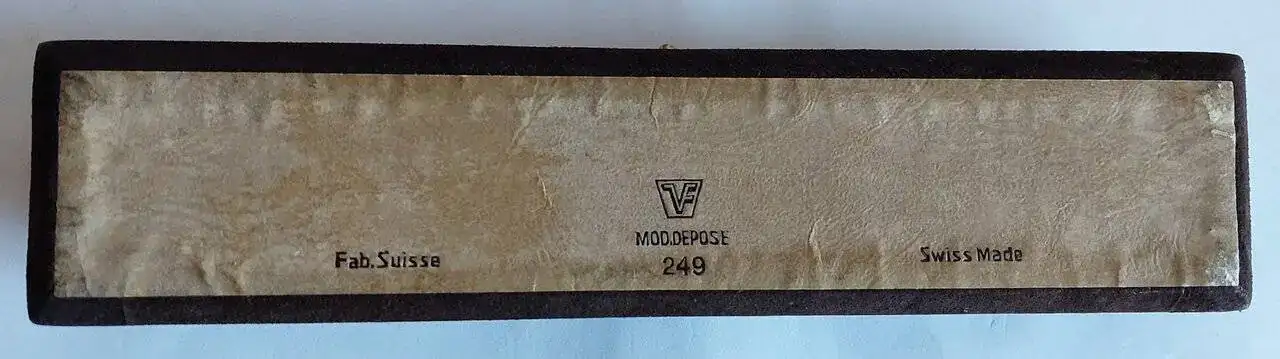 VF
MOD.DEPOSE
Fab.Suisse
249
Swiss Made